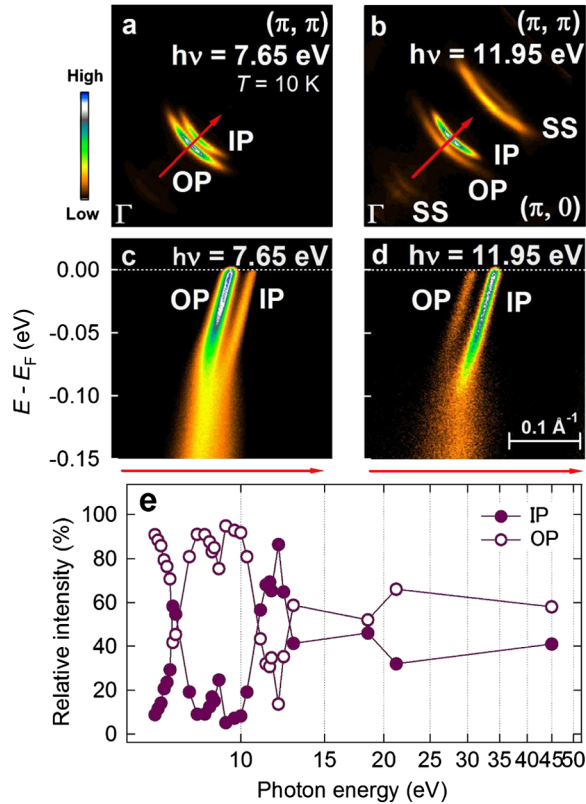 a
(π, π)
hν = 7.65 eV
T = 10 K
High
Low
IP
OP
Γ
b
(π, π)
hν = 11.95 eV
SS
IP
OP
(π, 0)
Γ
SS
c
hν = 7.65 eV
OP
IP
d
hν = 11.95 eV
OP
IP
0.1 Å⁻¹
0.00
-0.05
-0.10
-0.15
E - E_F (eV)
e
IP
OP
100
80
60
40
20
0
Relative intensity (%)
10 15 20 25 30 35 40 45 50
Photon energy (eV)